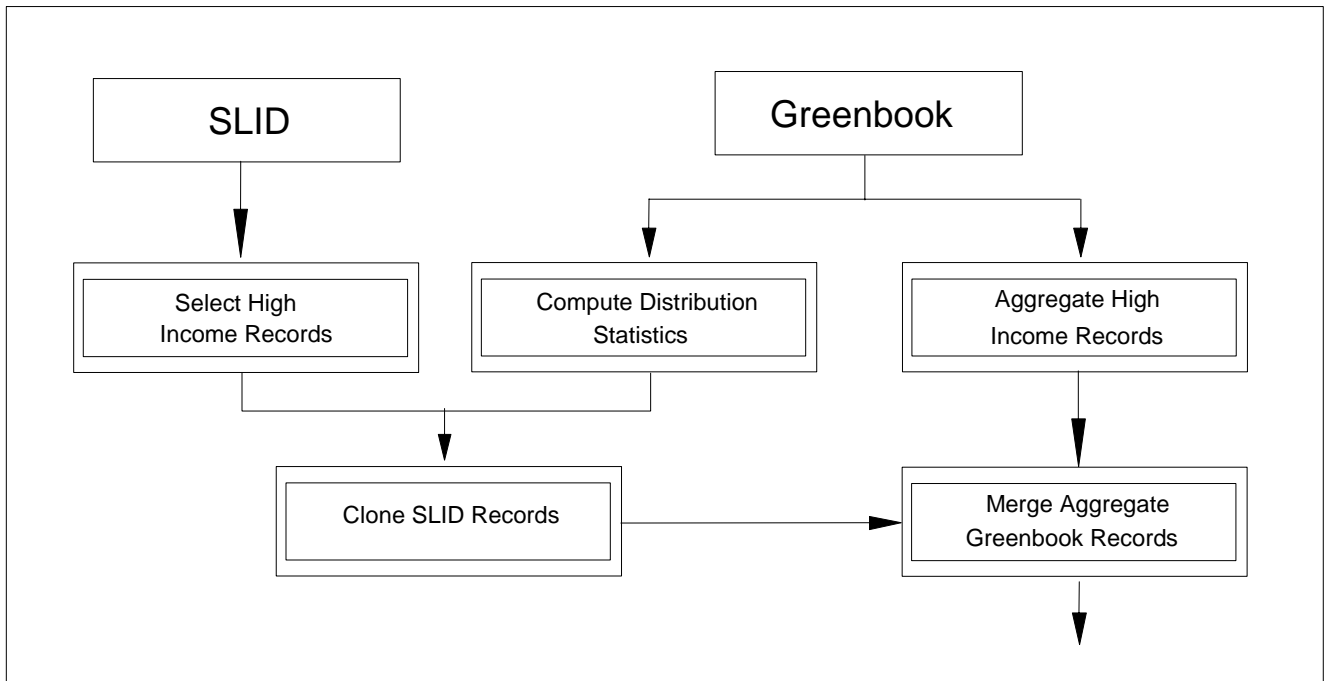 SLID
Greenbook
Select High
Income Records
Compute Distribution
Statistics
Aggregate High
Income Records
Clone SLID Records
Merge Aggregate
Greenbook Records